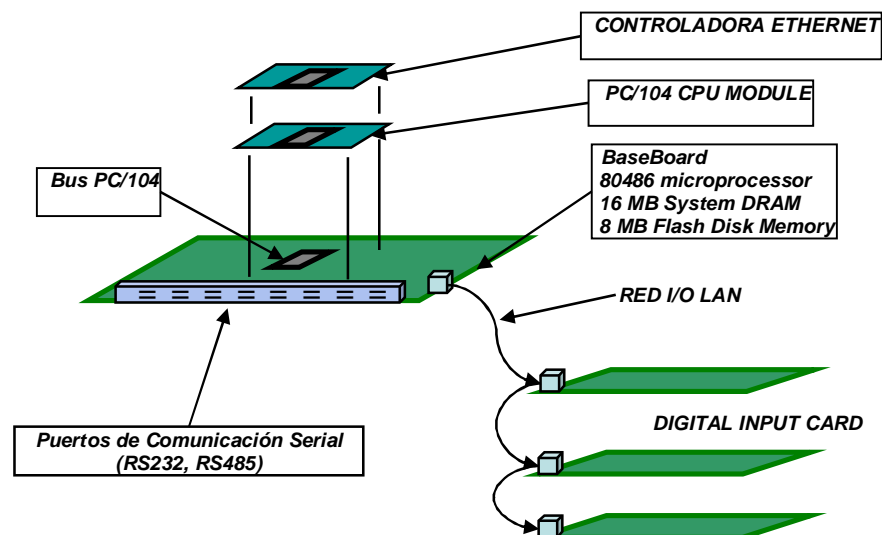 CONTROLADORA ETHERNET
PC/104 CPU MODULE
Bus PC/104
BaseBoard
80486 microprocessor
16 MB System DRAM
8 MB Flash Disk Memory
RED I/O LAN
Puertos de Comunicación Serial
(RS232, RS485)
DIGITAL INPUT CARD